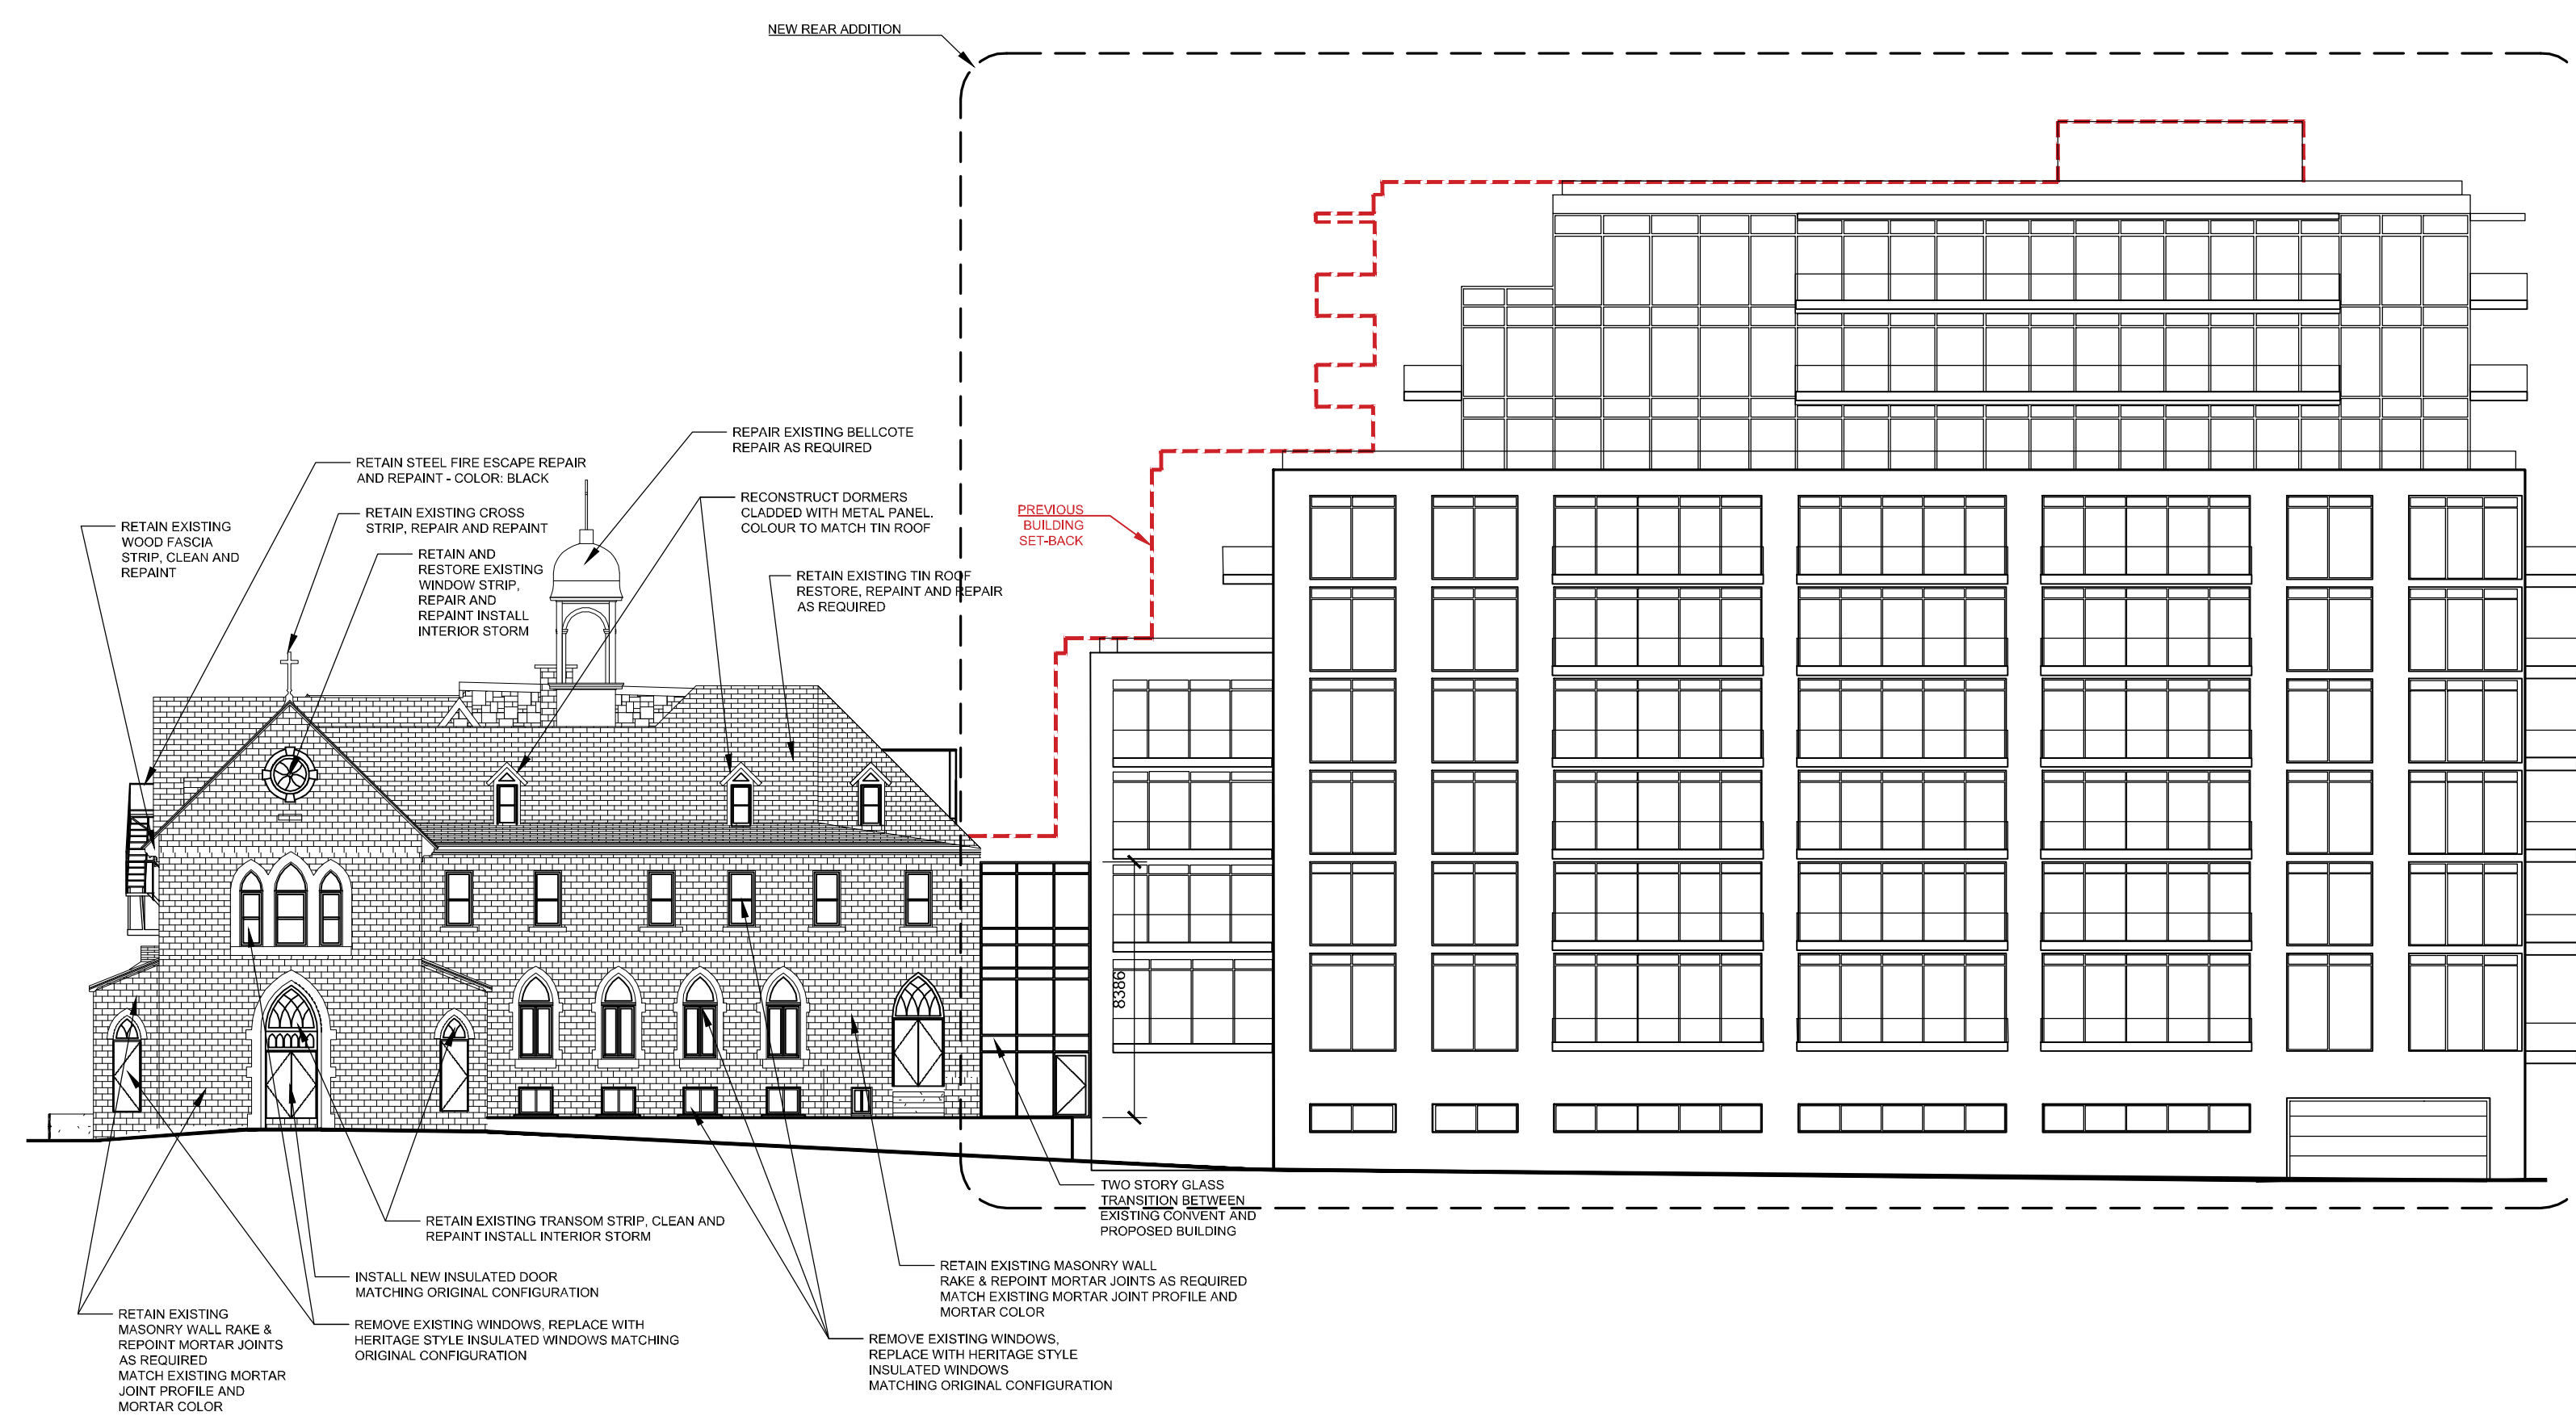 NEW REAR ADDITION
REPAIR EXISTING BELLCOTE
REPAIR AS REQUIRED
RETAIN STEEL FIRE ESCAPE REPAIR
AND REPAINT - COLOR: BLACK
RECONSTRUCT DORMERS
CLADDED WITH METAL PANEL.
COLOUR TO MATCH TIN ROOF
RETAIN EXISTING CROSS
STRIP, REPAIR AND REPAINT
PREVIOUS
BUILDING
SET-BACK
RETAIN EXISTING
WOOD FASCIA
STRIP, CLEAN AND
REPAINT
RETAIN AND
RESTORE EXISTING
WINDOW STRIP,
REPAIR AND
REPAINT INSTALL
INTERIOR STORM
RETAIN EXISTING TIN ROOF
RESTORE, REPAINT AND REPAIR
AS REQUIRED
8386
TWO STORY GLASS
TRANSITION BETWEEN
EXISTING CONVENT AND
PROPOSED BUILDING
RETAIN EXISTING TRANSOM STRIP, CLEAN AND
REPAINT INSTALL INTERIOR STORM
RETAIN EXISTING MASONRY WALL
RAKE & REPOINT MORTAR JOINTS AS REQUIRED
MATCH EXISTING MORTAR JOINT PROFILE AND
MORTAR COLOR
INSTALL NEW INSULATED DOOR
MATCHING ORIGINAL CONFIGURATION
RETAIN EXISTING
MASONRY WALL RAKE &
REPOINT MORTAR JOINTS
AS REQUIRED
MATCH EXISTING MORTAR
JOINT PROFILE AND
MORTAR COLOR
REMOVE EXISTING WINDOWS, REPLACE WITH
HERITAGE STYLE INSULATED WINDOWS MATCHING
ORIGINAL CONFIGURATION
REMOVE EXISTING WINDOWS,
REPLACE WITH HERITAGE STYLE
INSULATED WINDOWS
MATCHING ORIGINAL CONFIGURATION